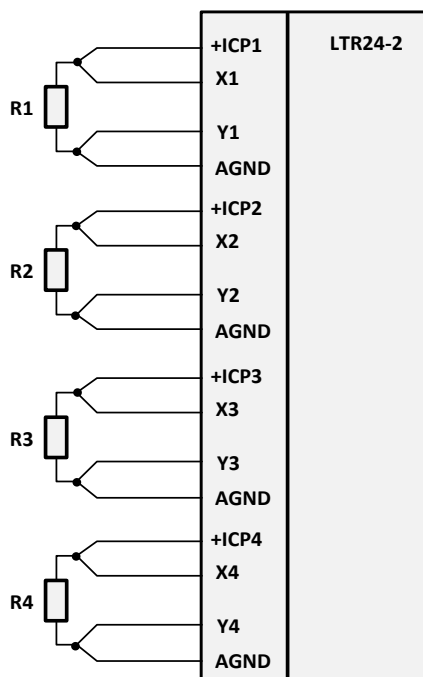 +ICP1
LTR24-2
X1
R1
Y1
AGND
+ICP2
X2
R2
Y2
AGND
+ICP3
X3
R3
Y3
AGND
+ICP4
X4
R4
Y4
AGND